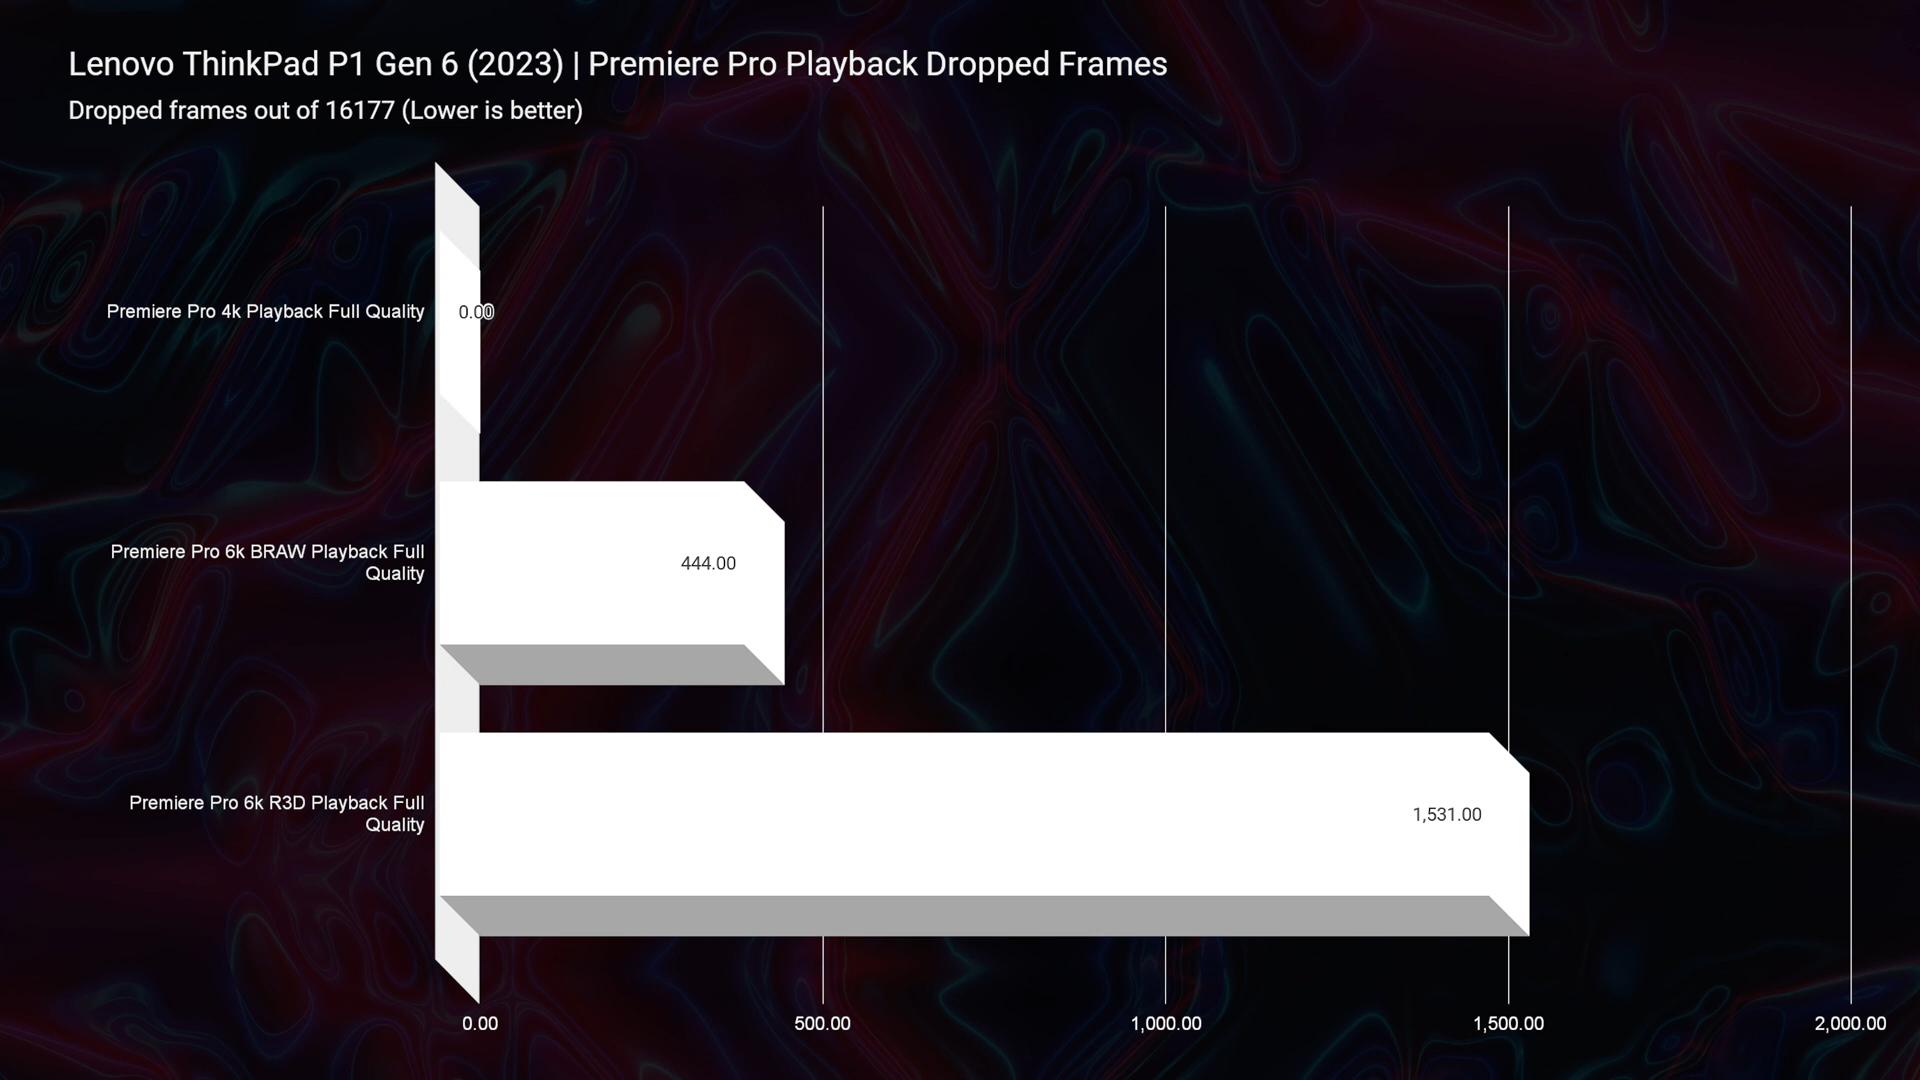 Lenovo ThinkPad P1 Gen 6 (2023) | Premiere Pro Playback Dropped Frames
Dropped frames out of 16177 (Lower is better)
Premiere Pro 4k Playback Full Quality
0.00
Premiere Pro 6k BRAW Playback Full
Quality
444.00
Premiere Pro 6k R3D Playback Full
Quality
1,531.00
0.00
500.00
1,000.00
1,500.00
2,000.00